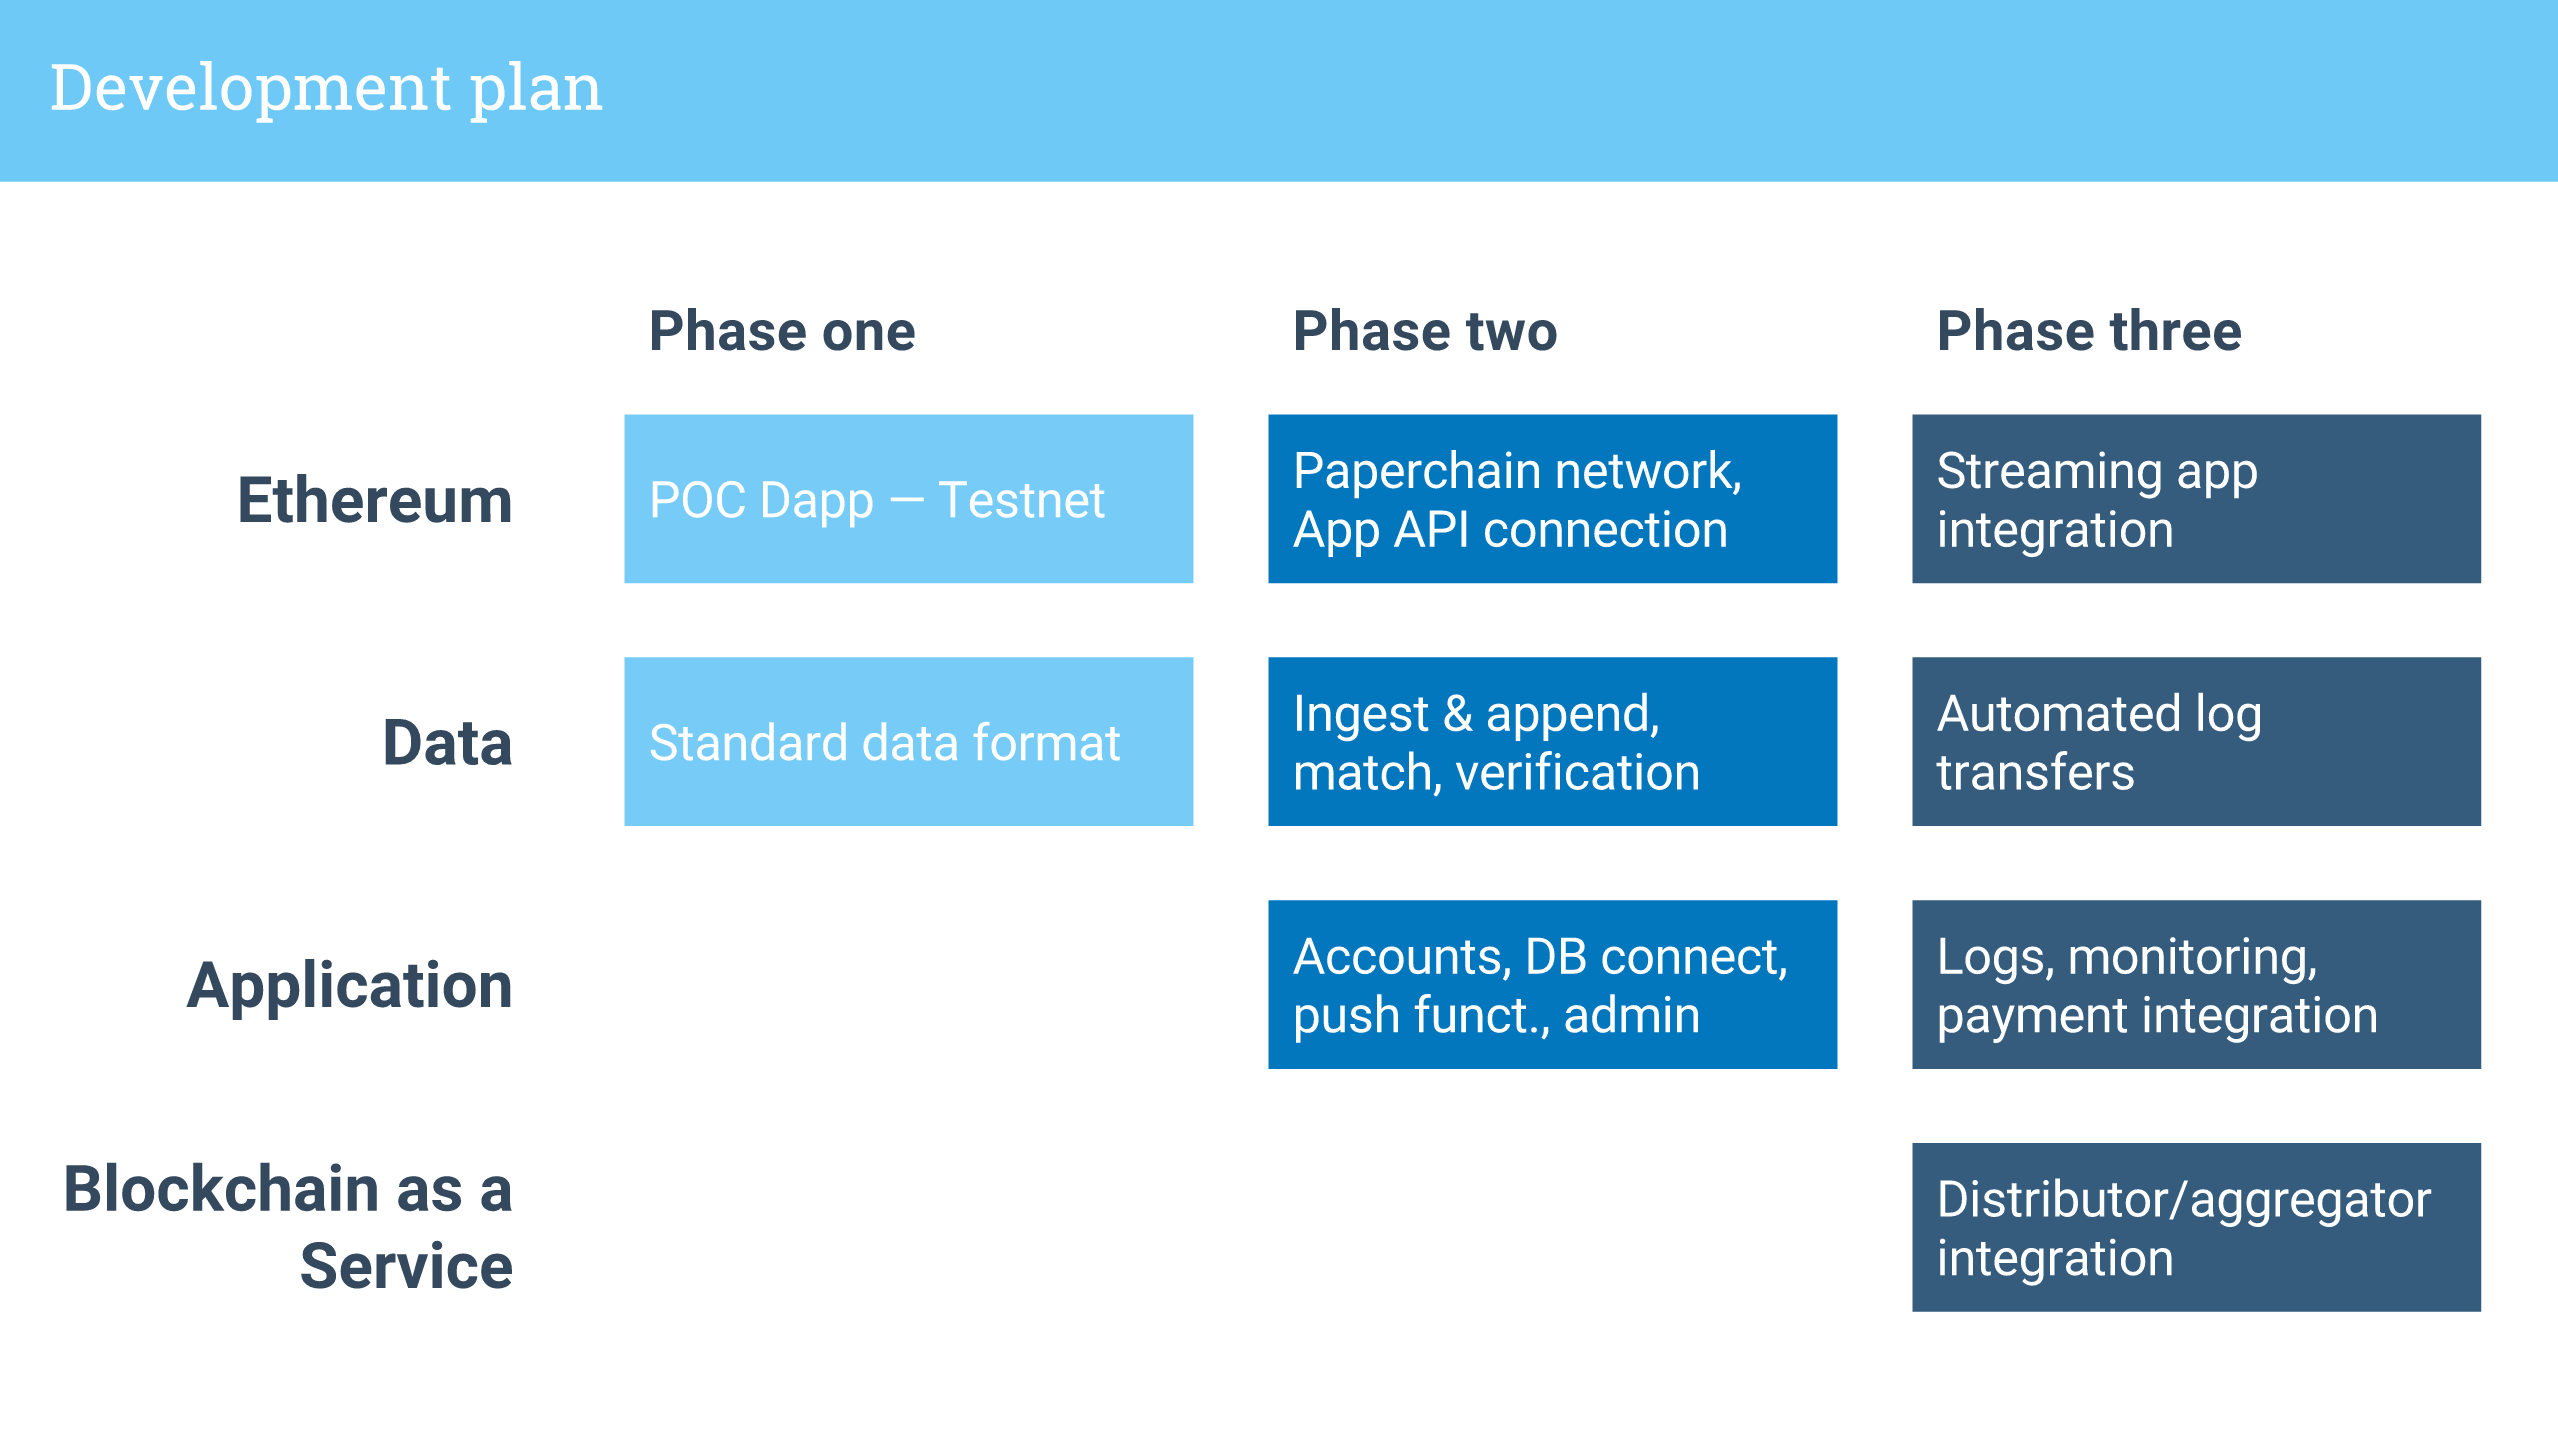 Development plan
Phase one
Phase two
Phase three
Ethereum
POC Dapp — Testnet
Paperchain network,
App API connection
Streaming app
integration
Data
Standard data format
Ingest & append,
match, verification
Automated log
transfers
Application
Accounts, DB connect,
push funct., admin
Logs, monitoring,
payment integration
Blockchain as a
Service
Distributor/aggregator
integration